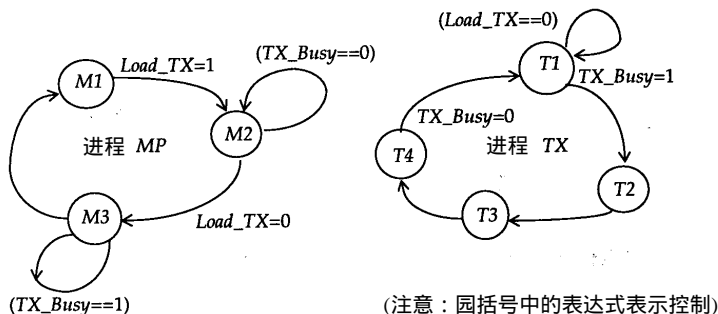 (Load_TX==0)
M1
Load_TX=1
(TX_Busy==0)
T1
TX_Busy=1
M2
TX_Busy=0
进程 MP
进程 TX
T4
T2
M3
Load_TX=0
T3
(TX_Busy==1)
(注意：园括号中的表达式表示控制)